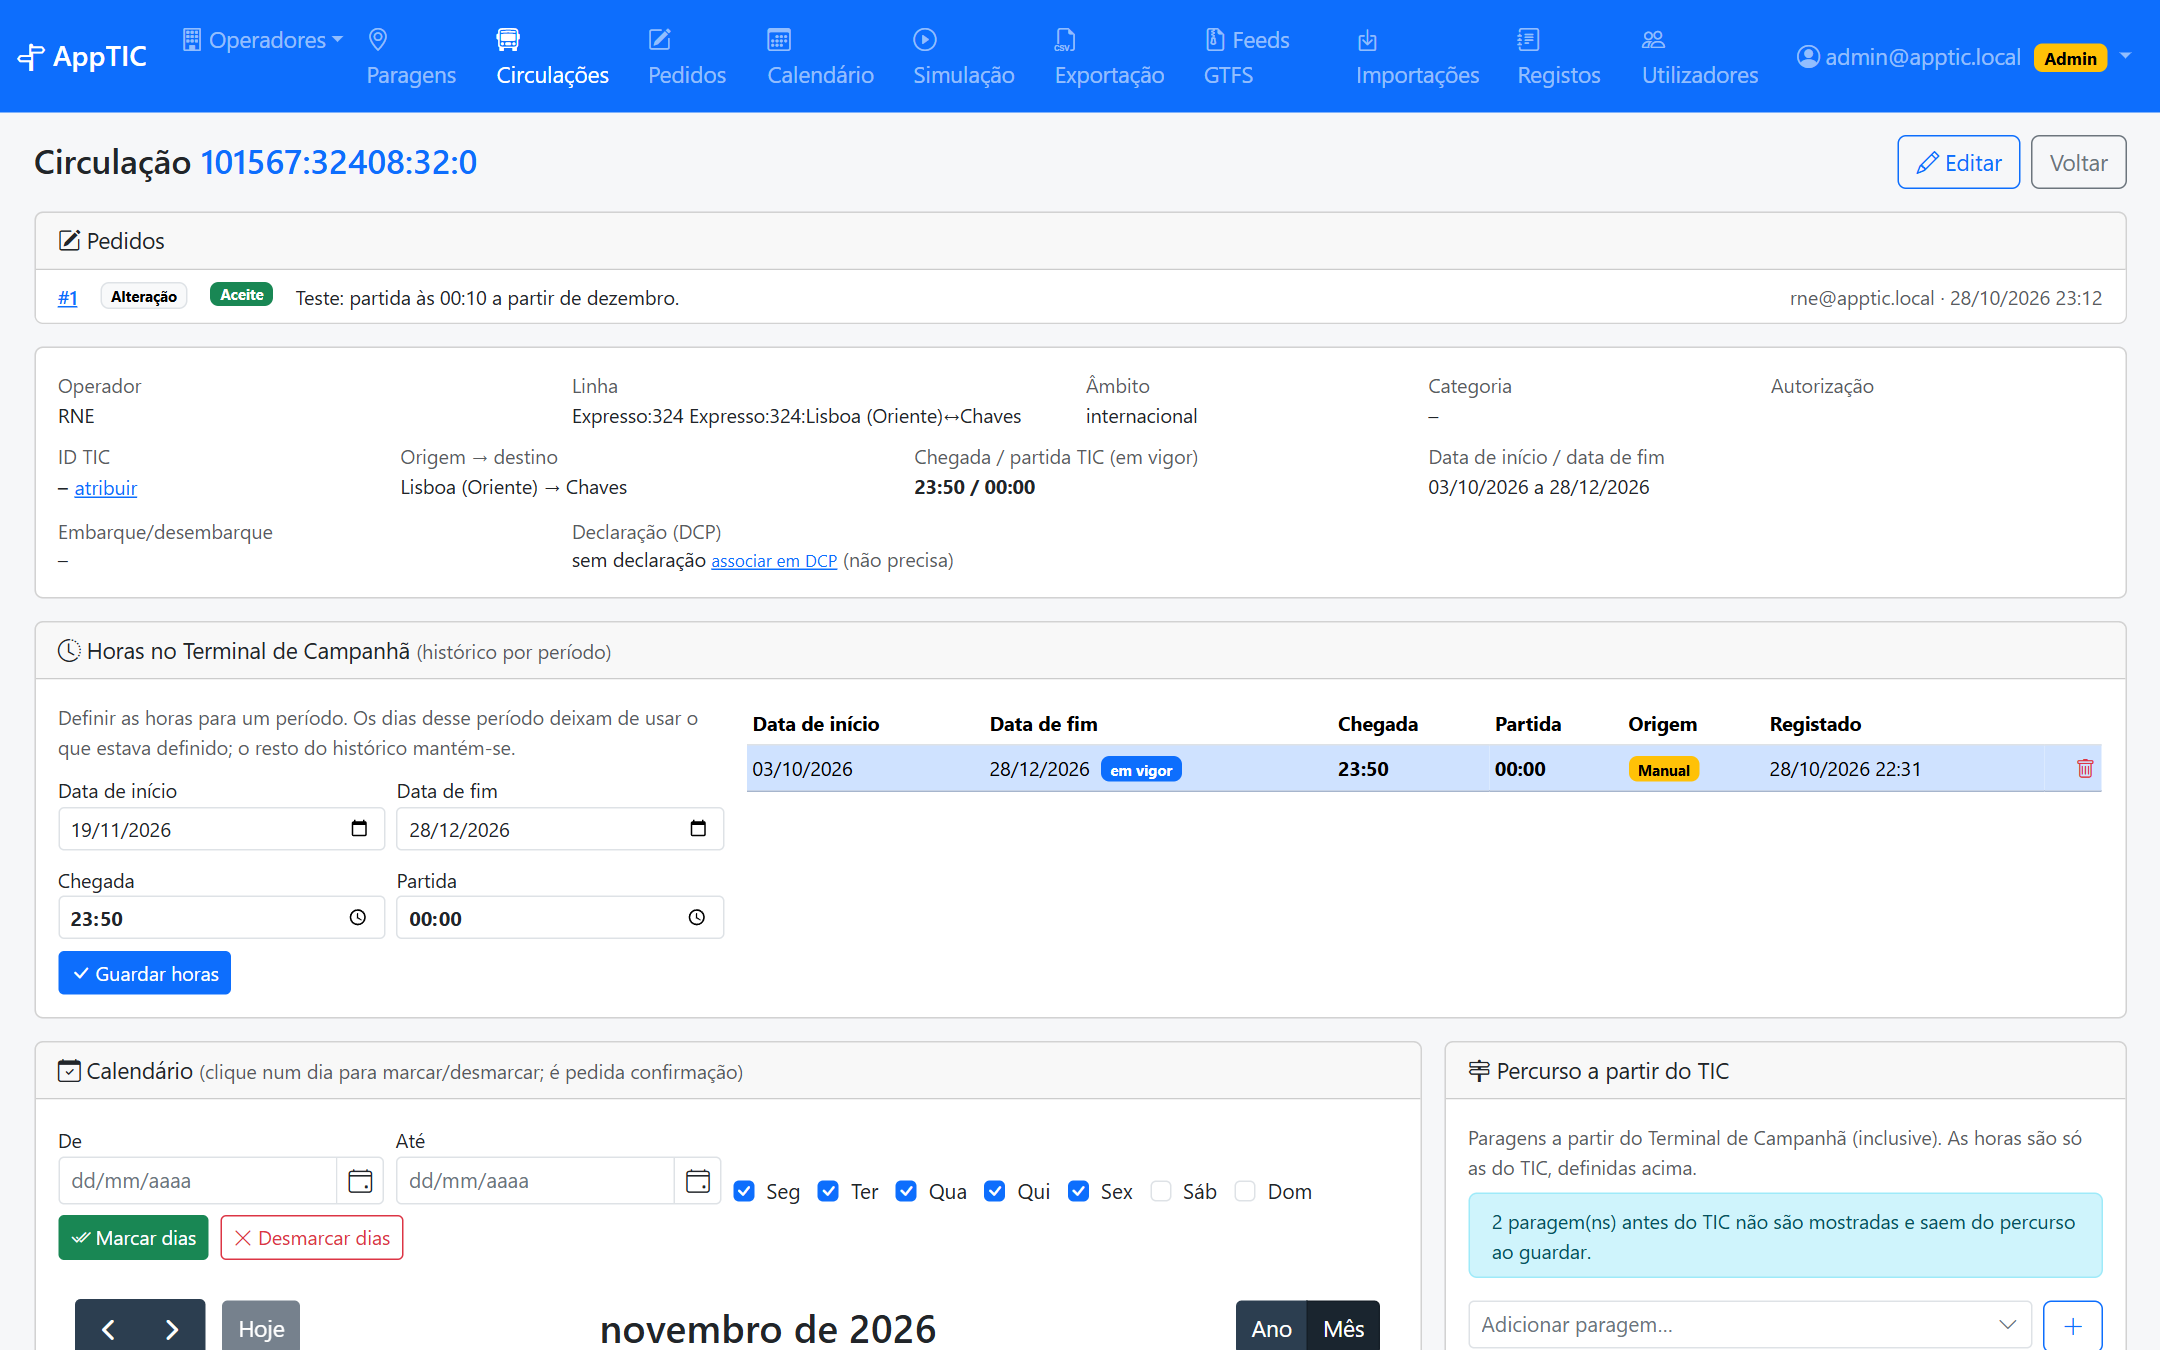 AppTIC
Operadores
Paragens
Circulações
Pedidos
Calendário
Simulação
CSV
Exportação
Feeds GTFS
Importações
Registos
Utilizadores
admin@apptic.local Admin
Circulação 101567:32408:32:0
Editar
Voltar
Pedidos
#1 Alteração Aceite Teste: partida às 00:10 a partir de dezembro. rne@apptic.local · 28/10/2026 23:12
Operador Linha Âmbito Categoria Autorização
RNE Expresso:324 Expresso:324:Lisboa (Oriente)↔Chaves internacional –
ID TIC Origem → destino Chegada / partida TIC (em vigor) Data de início / data de fim
– atribuir Lisboa (Oriente) → Chaves 23:50 / 00:00 03/10/2026 a 28/12/2026
Embarque/desembarque Declaração (DCP)
– sem declaração associar em DCP (não precisa)
Horas no Terminal de Campanhã (histórico por período)
Definir as horas para um período. Os dias desse período deixam de usar o
que estava definido; o resto do histórico mantém-se.
Data de início Data de fim
19/11/2026 28/12/2026
Chegada Partida
23:50 00:00
Guardar horas
Data de início Data de fim Chegada Partida Origem Registado
03/10/2026 28/12/2026 em vigor 23:50 00:00 Manual 28/10/2026 22:31
Calendário (clique num dia para marcar/desmarcar; é pedida confirmação)
De Até
dd/mm/aaaa dd/mm/aaaa Seg Ter Qua Qui Sex Sáb Dom
Marcar dias Desmarcar dias
Hoje novembro de 2026 Ano Mês
Percurso a partir do TIC
Paragens a partir do Terminal de Campanhã (inclusive). As horas são só
as do TIC, definidas acima.
2 paragem(ns) antes do TIC não são mostradas e saem do percurso
ao guardar.
Adicionar paragem... +